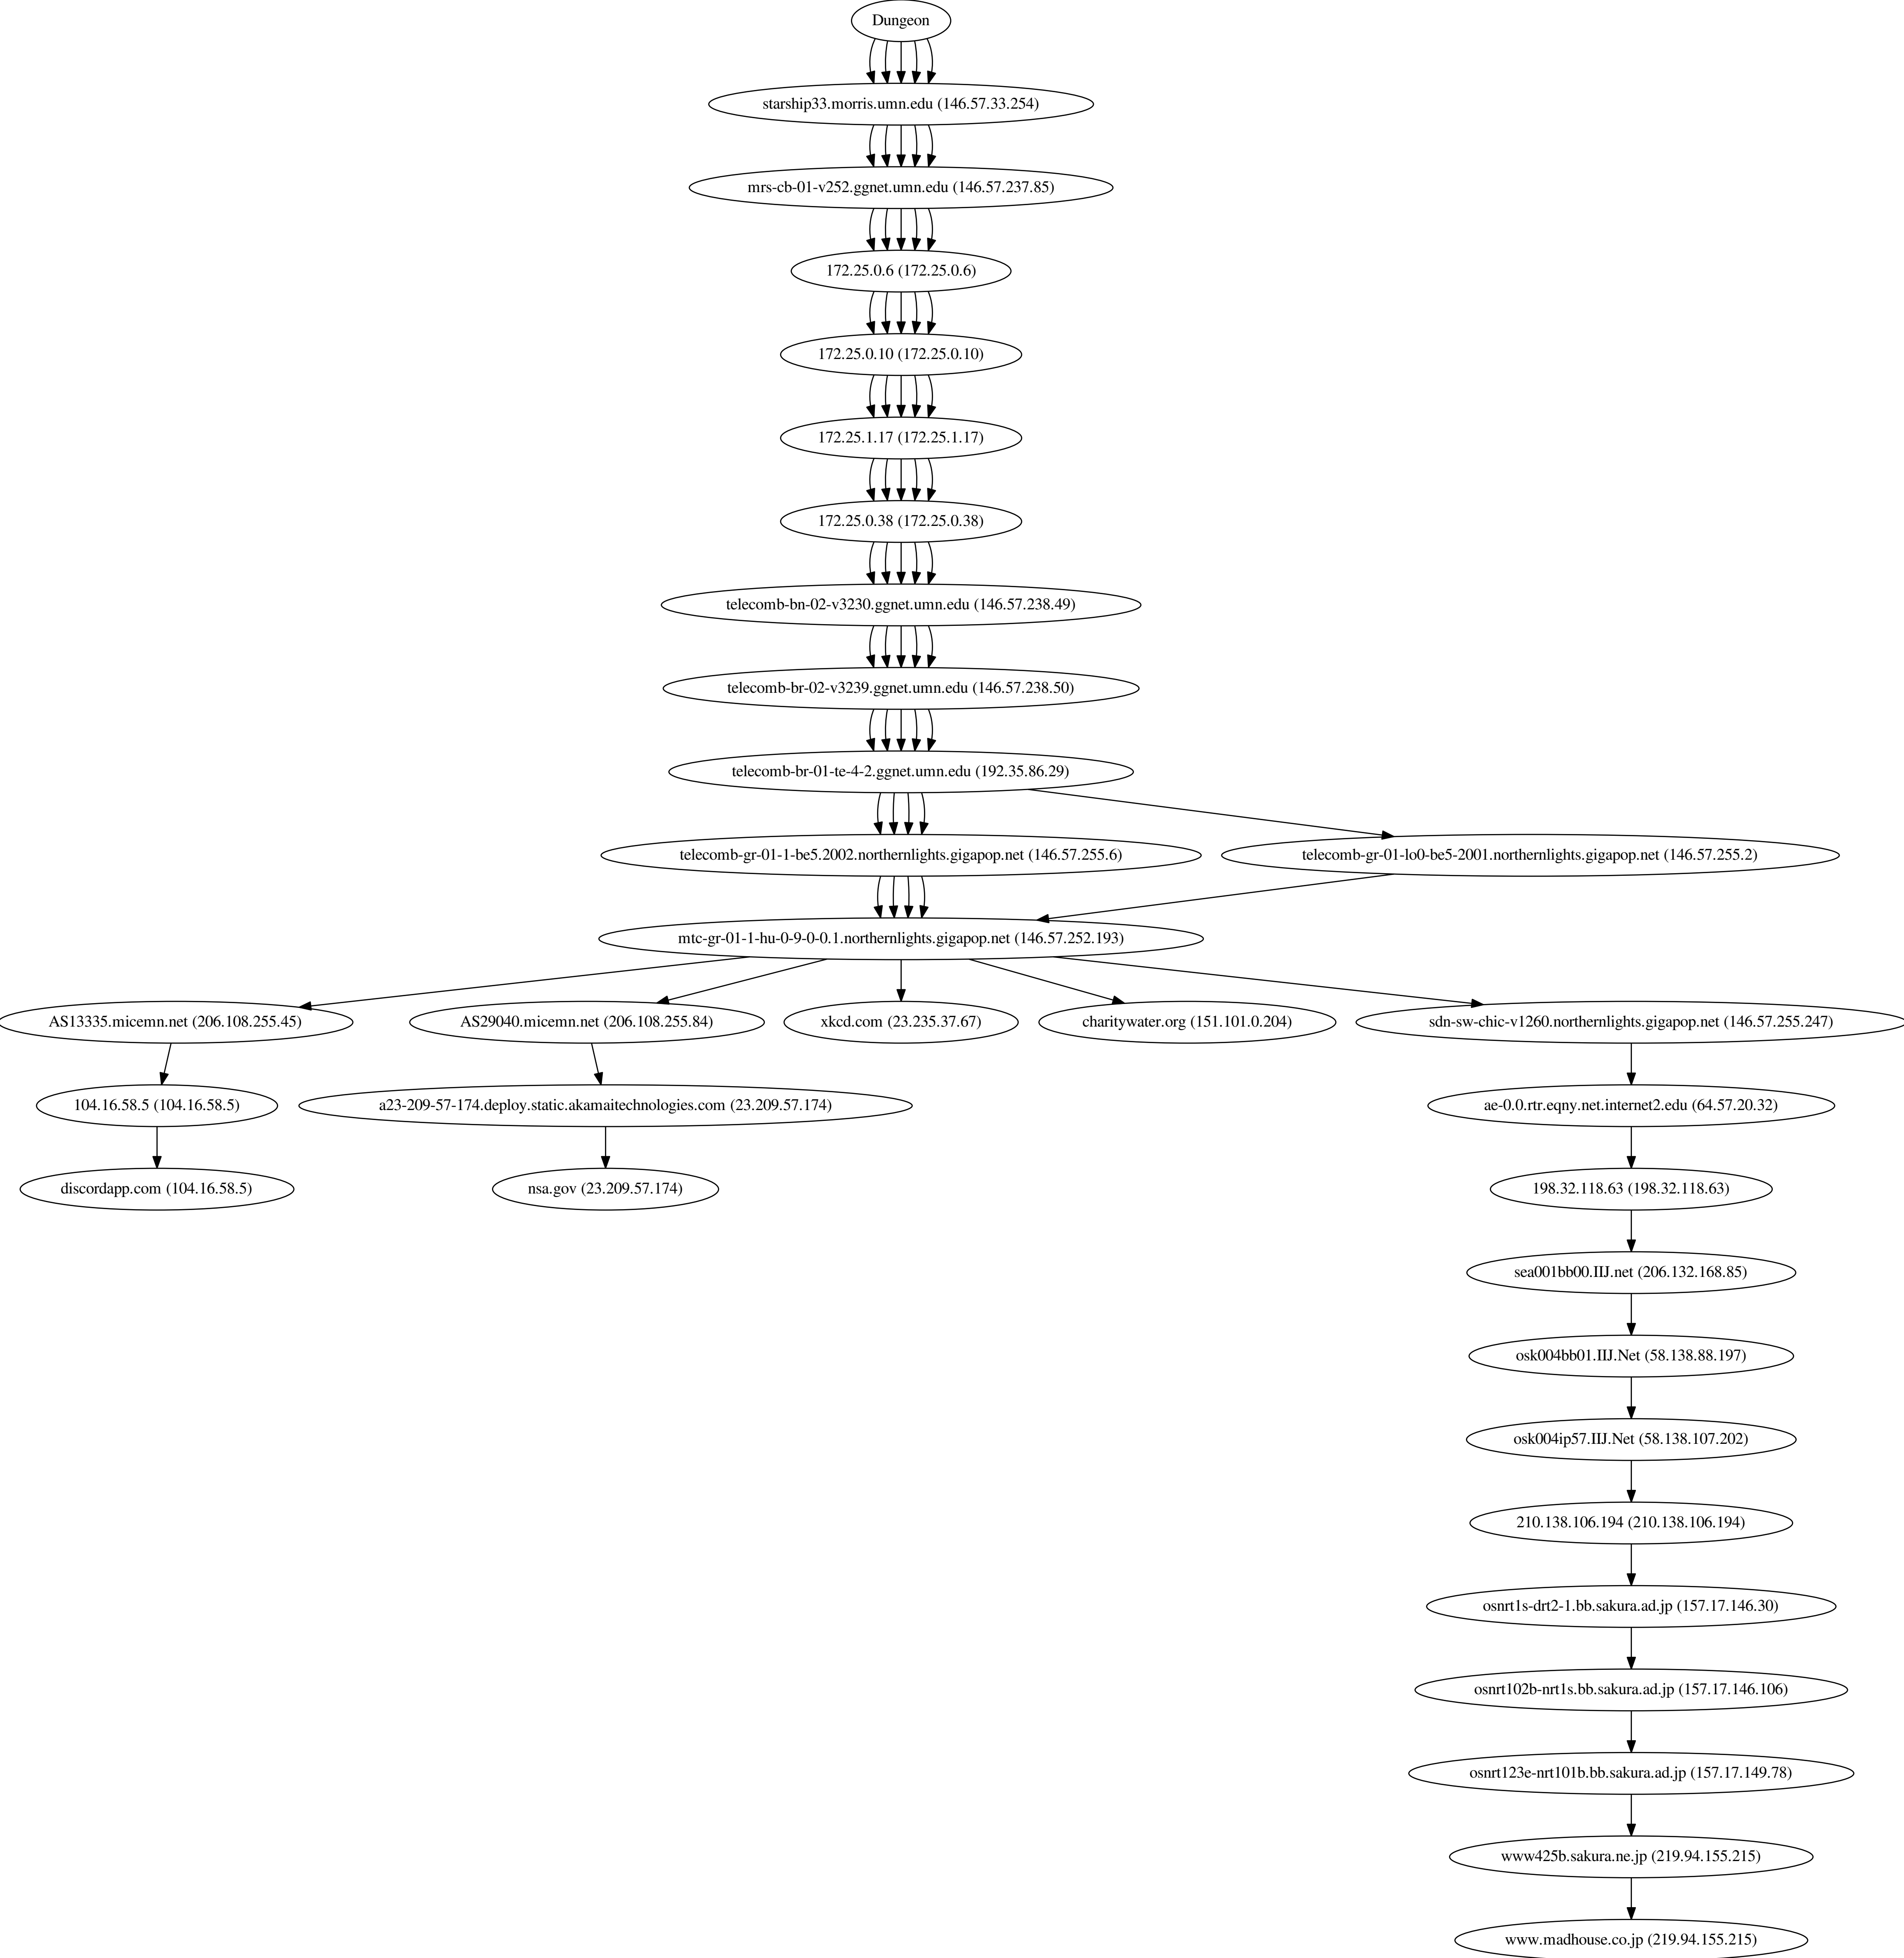 Dungeon
starship33.morris.umn.edu (146.57.33.254)
mrs-cb-01-v252.ggnet.umn.edu (146.57.237.85)
172.25.0.6 (172.25.0.6)
172.25.0.10 (172.25.0.10)
172.25.1.17 (172.25.1.17)
172.25.0.38 (172.25.0.38)
telecomb-bn-02-v3230.ggnet.umn.edu (146.57.238.49)
telecomb-br-02-v3239.ggnet.umn.edu (146.57.238.50)
telecomb-br-01-te-4-2.ggnet.umn.edu (192.35.86.29)
telecomb-gr-01-1-be5.2002.northernlights.gigapop.net (146.57.255.6)
telecomb-gr-01-lo0-be5-2001.northernlights.gigapop.net (146.57.255.2)
mtc-gr-01-1-hu-0-9-0-0.1.northernlights.gigapop.net (146.57.252.193)
AS13335.micemn.net (206.108.255.45)
AS29040.micemn.net (206.108.255.84)
xkcd.com (23.235.37.67)
charitywater.org (151.101.0.204)
sdn-sw-chic-v1260.northernlights.gigapop.net (146.57.255.247)
104.16.58.5 (104.16.58.5)
a23-209-57-174.deploy.static.akamaitechnologies.com (23.209.57.174)
ae-0.0.rtr.eqny.net.internet2.edu (64.57.20.32)
discordapp.com (104.16.58.5)
nsa.gov (23.209.57.174)
198.32.118.63 (198.32.118.63)
sea001bb00.IIJ.net (206.132.168.85)
osk004bb01.IIJ.Net (58.138.88.197)
osk004ip57.IIJ.Net (58.138.107.202)
210.138.106.194 (210.138.106.194)
osnrt1s-drt2-1.bb.sakura.ad.jp (157.17.146.30)
osnrt102b-nrt1s.bb.sakura.ad.jp (157.17.146.106)
osnrt123e-nrt101b.bb.sakura.ad.jp (157.17.149.78)
www425b.sakura.ne.jp (219.94.155.215)
www.madhouse.co.jp (219.94.155.215)